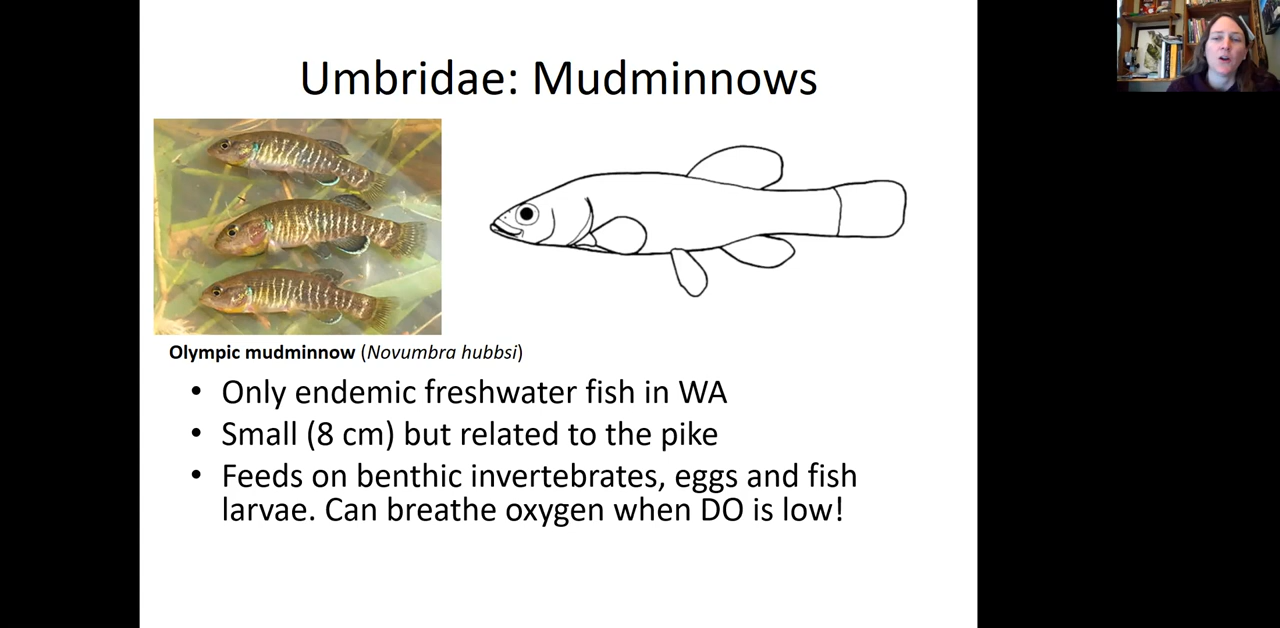 Umbridae: Mudminnows
Olympic mudminnow (Novumbra hubbsi)
• Only endemic freshwater fish in WA
• Small (8 cm) but related to the pike
• Feeds on benthic invertebrates, eggs and fish
larvae. Can breathe oxygen when DO is low!